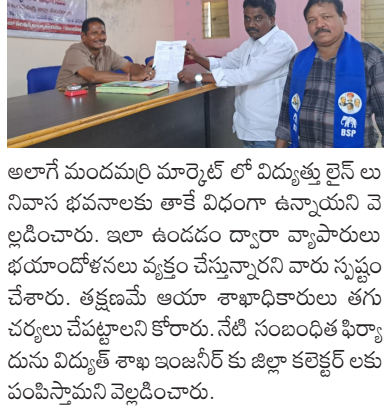 BSP
అలాగే మందమర్రి మార్కెట్ లో విద్యుత్తు లైన్ లు
నివాస భవనాలకు తాకే విధంగా ఉన్నాయని వె
ల్లడించారు. ఇలా ఉండడం ద్వారా వ్యాపారులు
భయాందోళనలు వ్యక్తం చేస్తున్నారని వారు స్పష్టం
చేశారు. తక్షణమే ఆయా శాఖాధికారులు తగు
చర్యలు చేపట్టాలని కోరారు. నేటి సంబంధిత ఫిర్యా
దును విద్యుత్ శాఖ ఇంజనీర్ కు జిల్లా కలెక్టర్ లకు
పంపిస్తామని వెల్లడించారు.